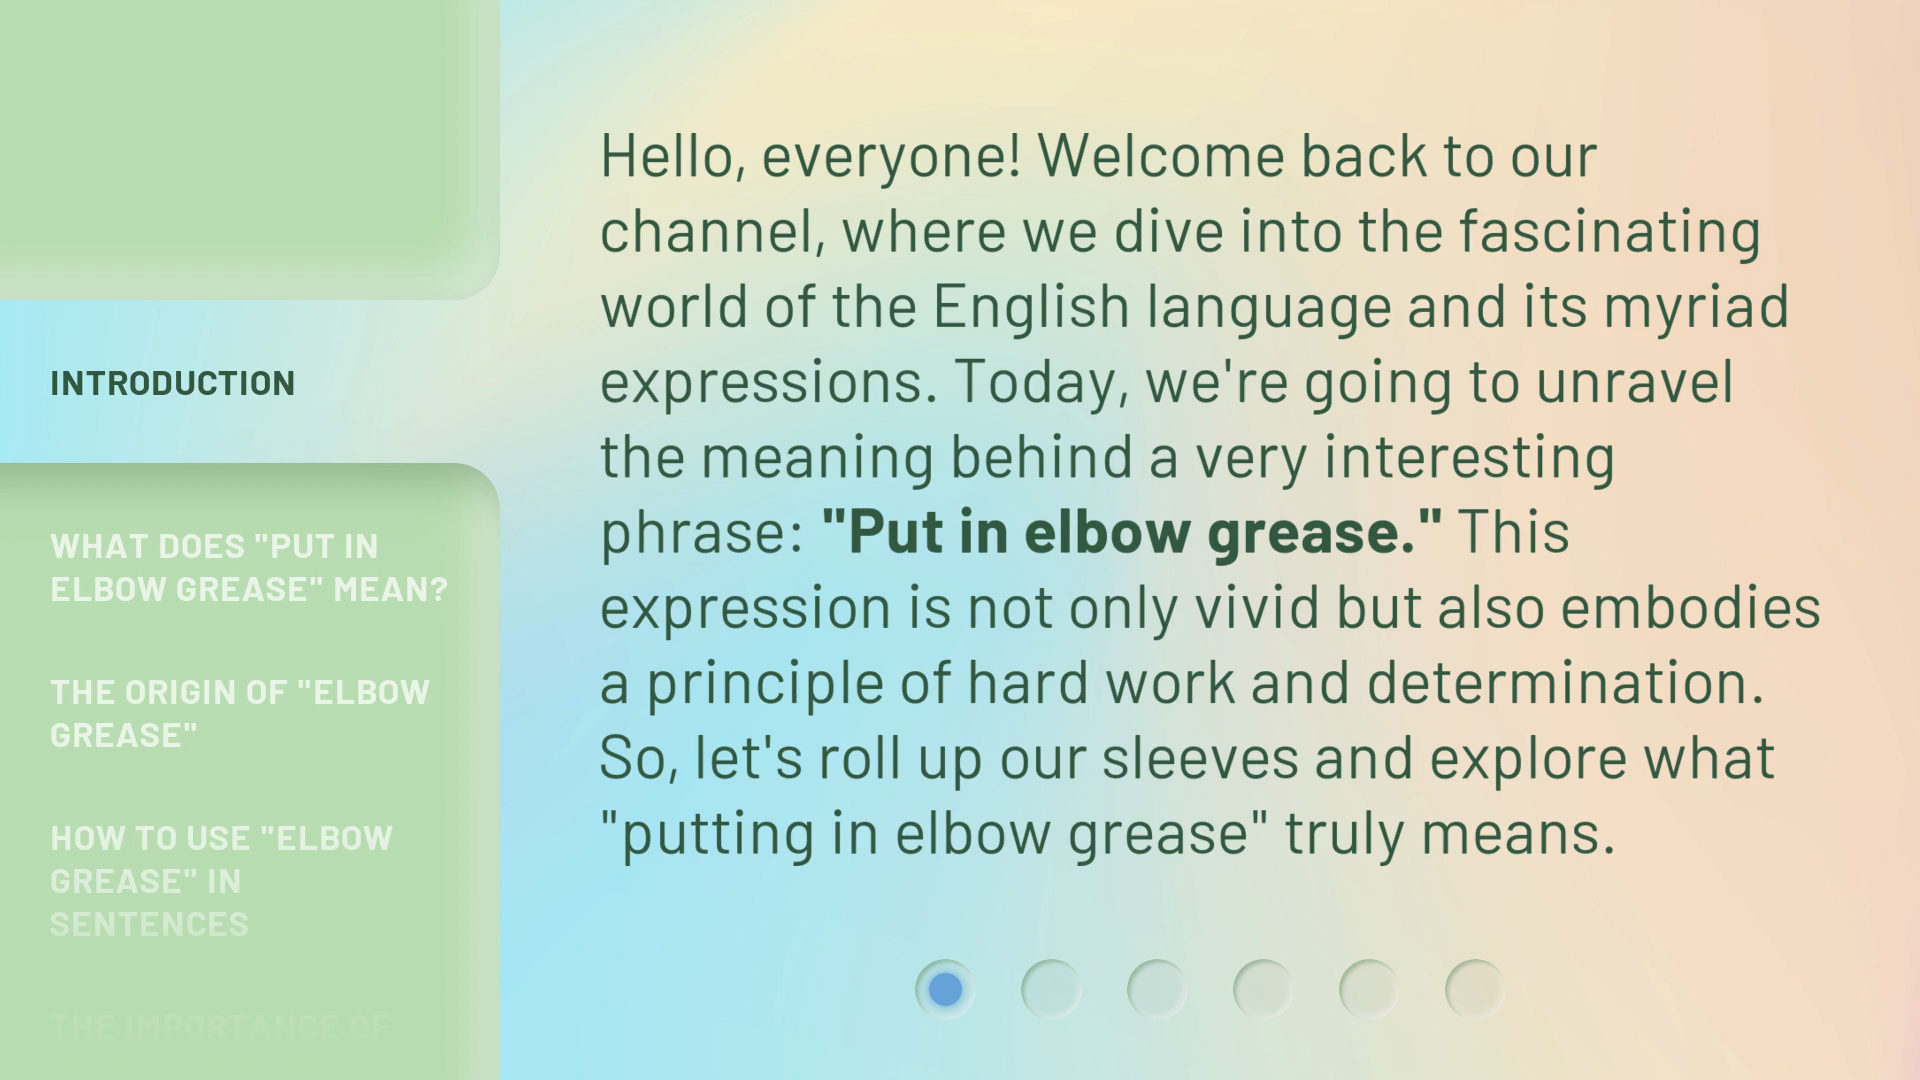 INTRODUCTION
WHAT DOES "PUT IN
ELBOW GREASE" MEAN?
THE ORIGIN OF "ELBOW
GREASE"
HOW TO USE "ELBOW
GREASE" IN
SENTENCES
THE IMPORTANCE OF
Hello, everyone! Welcome back to our
channel, where we dive into the fascinating
world of the English language and its myriad
expressions. Today, we're going to unravel
the meaning behind a very interesting
phrase: "Put in elbow grease." This
expression is not only vivid but also embodies
a principle of hard work and determination.
So, let's roll up our sleeves and explore what
"putting in elbow grease" truly means.